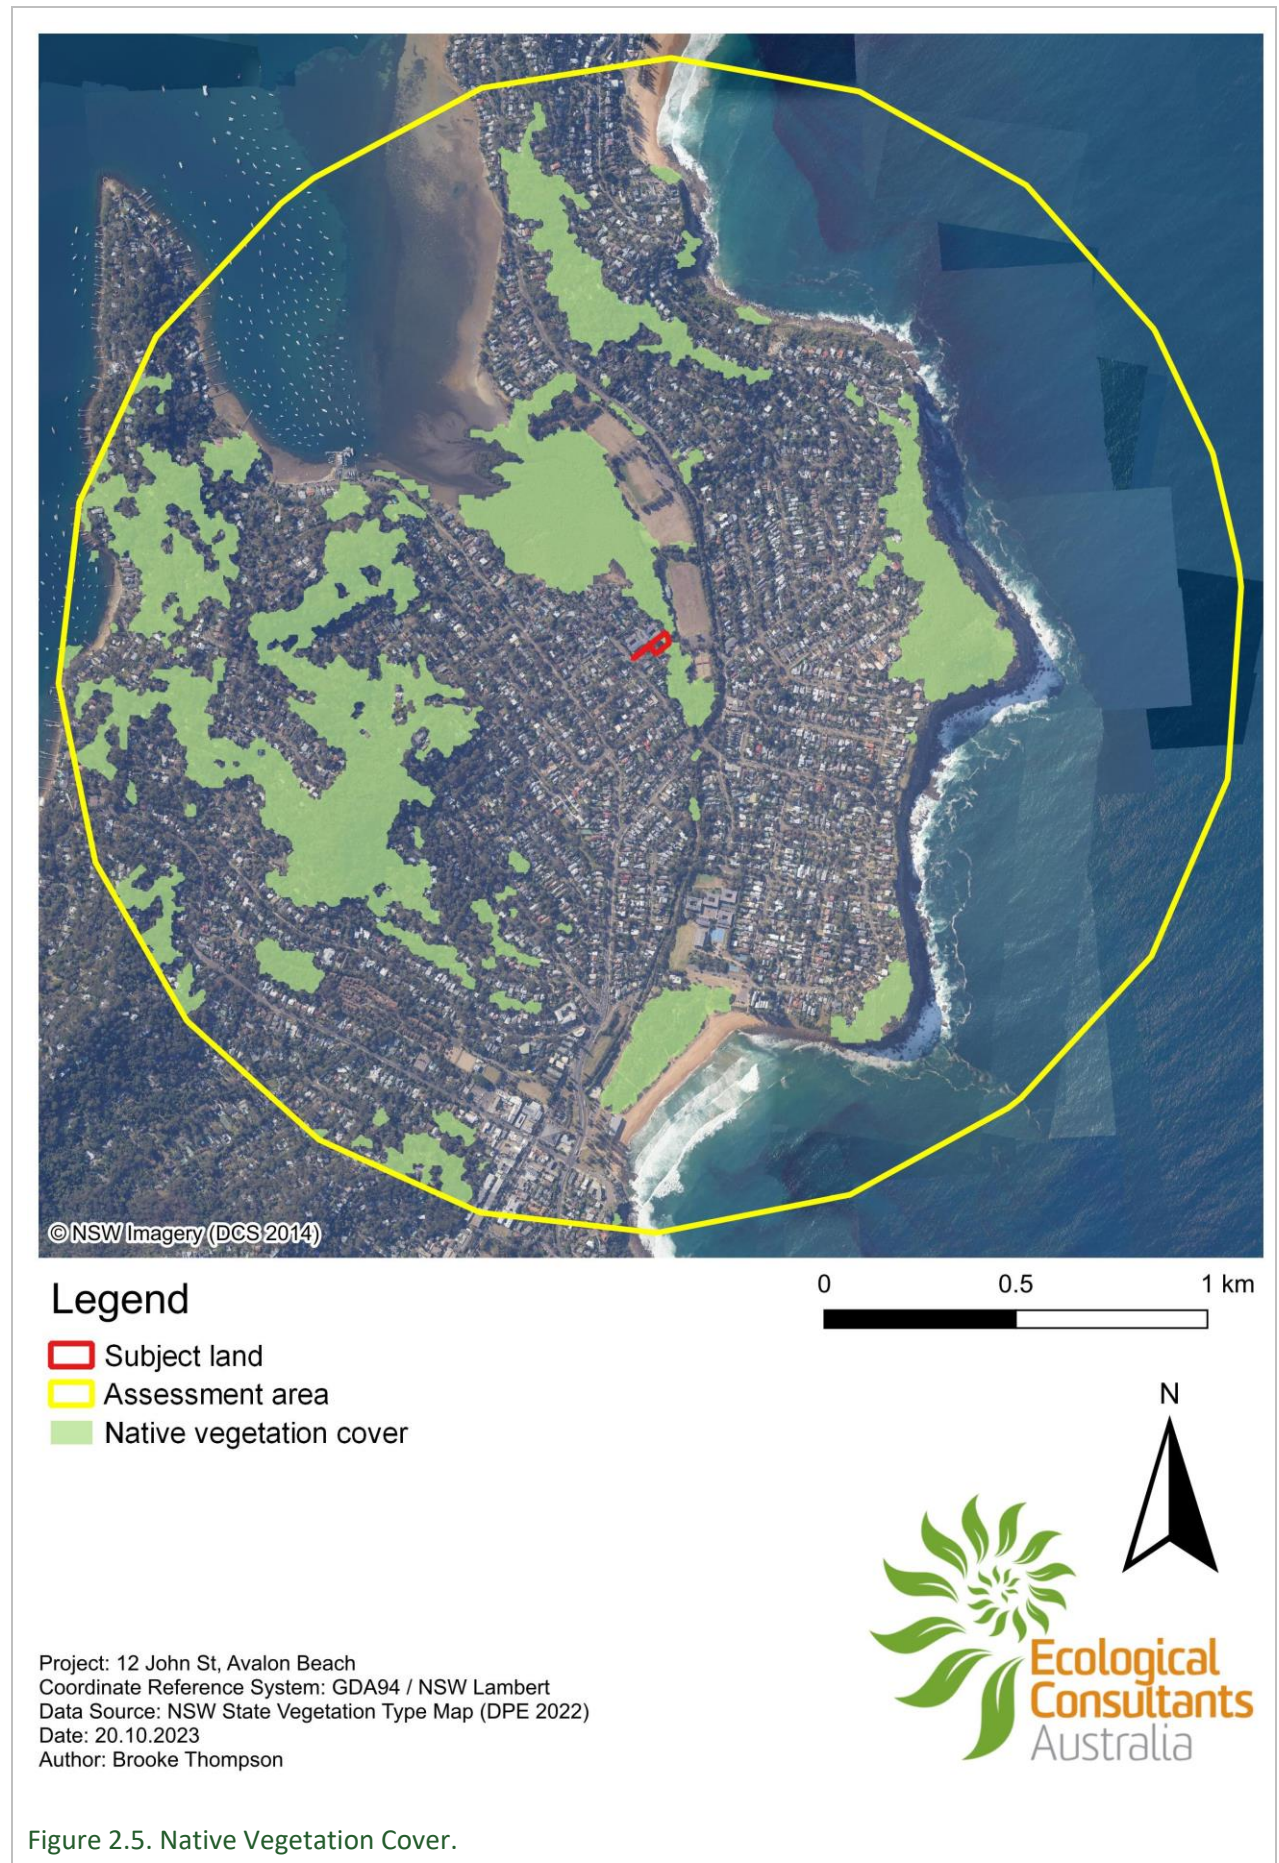 © NSW Imagery (DCS 2014)
Legend
0 0.5 1 km
Subject land
Assessment area
Native vegetation cover
N
Ecological
Consultants
Australia
Project: 12 John St, Avalon Beach
Coordinate Reference System: GDA94 / NSW Lambert
Data Source: NSW State Vegetation Type Map (DPE 2022)
Date: 20.10.2023
Author: Brooke Thompson
Figure 2.5. Native Vegetation Cover.